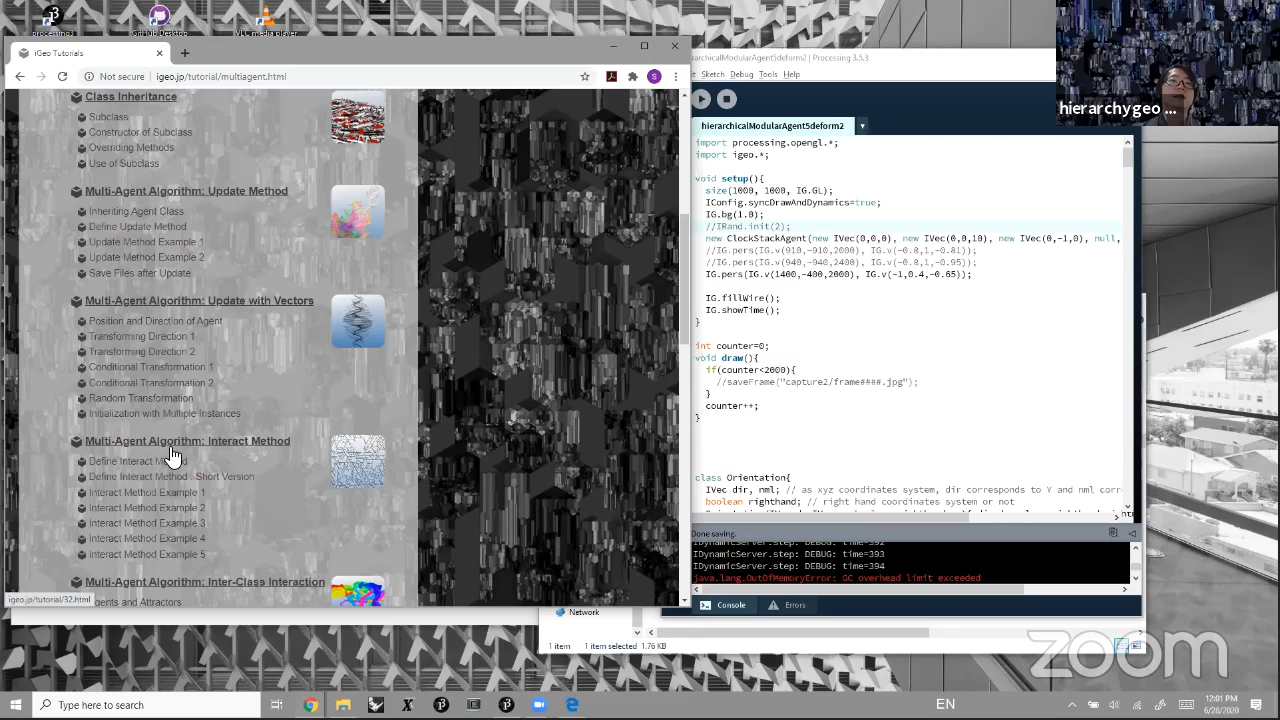 processing3
GitHub Desktop
VLC media player
iGeo Tutorials
Not secure
igeo.jp/tutorial/multiagent.html
S
Class Inheritance
Subclass
Constructor of Subclass
Overriding Methods
Use of Subclass
Multi-Agent Algorithm: Update Method
Inheriting Agent Class
Define Update Method
Update Method Example 1
Update Method Example 2
Save Files after Update
Multi-Agent Algorithm: Update with Vectors
Position and Direction of Agent
Transforming Direction 1
Transforming Direction 2
Conditional Transformation 1
Conditional Transformation 2
Random Transformation
Initialization with Multiple Instances
Multi-Agent Algorithm: Interact Method
Define Interact Method
Define Interact Method : Short Version
Interact Method Example 1
Interact Method Example 2
Interact Method Example 3
Interact Method Example 4
Interact Method Example 5
Multi-Agent Algorithm: Inter-Class Interaction
gents and Attractors
igeo.jp/tutorial/32.html
rarchicalModularAgent5deform2 | Processing 3.5.3
Sketch Debug Tools Help
hierarchicalModularAgent5deform2
import processing.opengl.*;
import igeo.*;
void setup(){
size(1000, 1000, IG.GL);
IConfig.syncDrawAndDynamics=true;
IG.bg(1.0);
//IRand.init(2);
new ClockStackAgent(new IVec(0,0,0), new IVec(0,0,10), new IVec(0,-1,0), null,
//IG.pers(IG.v(910,-910,2000), IG.v(-0.8,1,-0.81));
//IG.pers(IG.v(940,-940,2400), IG.v(-0.8,1,-0.95));
IG.pers(IG.v(1400,-400,2000), IG.v(-1,0.4,-0.65));
IG.fillWire();
IG.showTime();
}
int counter=0;
void draw(){
if(counter<2000){
//saveFrame("capture2/frame####.jpg");
}
counter++;
}
class Orientation{
IVec dir, nml; // as xyz coordinates system, dir corresponds to Y and nml corr
boolean righthand; // right hand coordinates system or not
Done saving.
IDynamicServer.step: DEBUG: time=392
IDynamicServer.step: DEBUG: time=393
IDynamicServer.step: DEBUG: time=394
java.lang.OutOfMemoryError: GC overhead limit exceeded
Console
Errors
Network
1 item
1 item selected 1.76 KB
hierarchygeo ...
zoom
Type here to search
EN
12:01 PM
6/28/2020